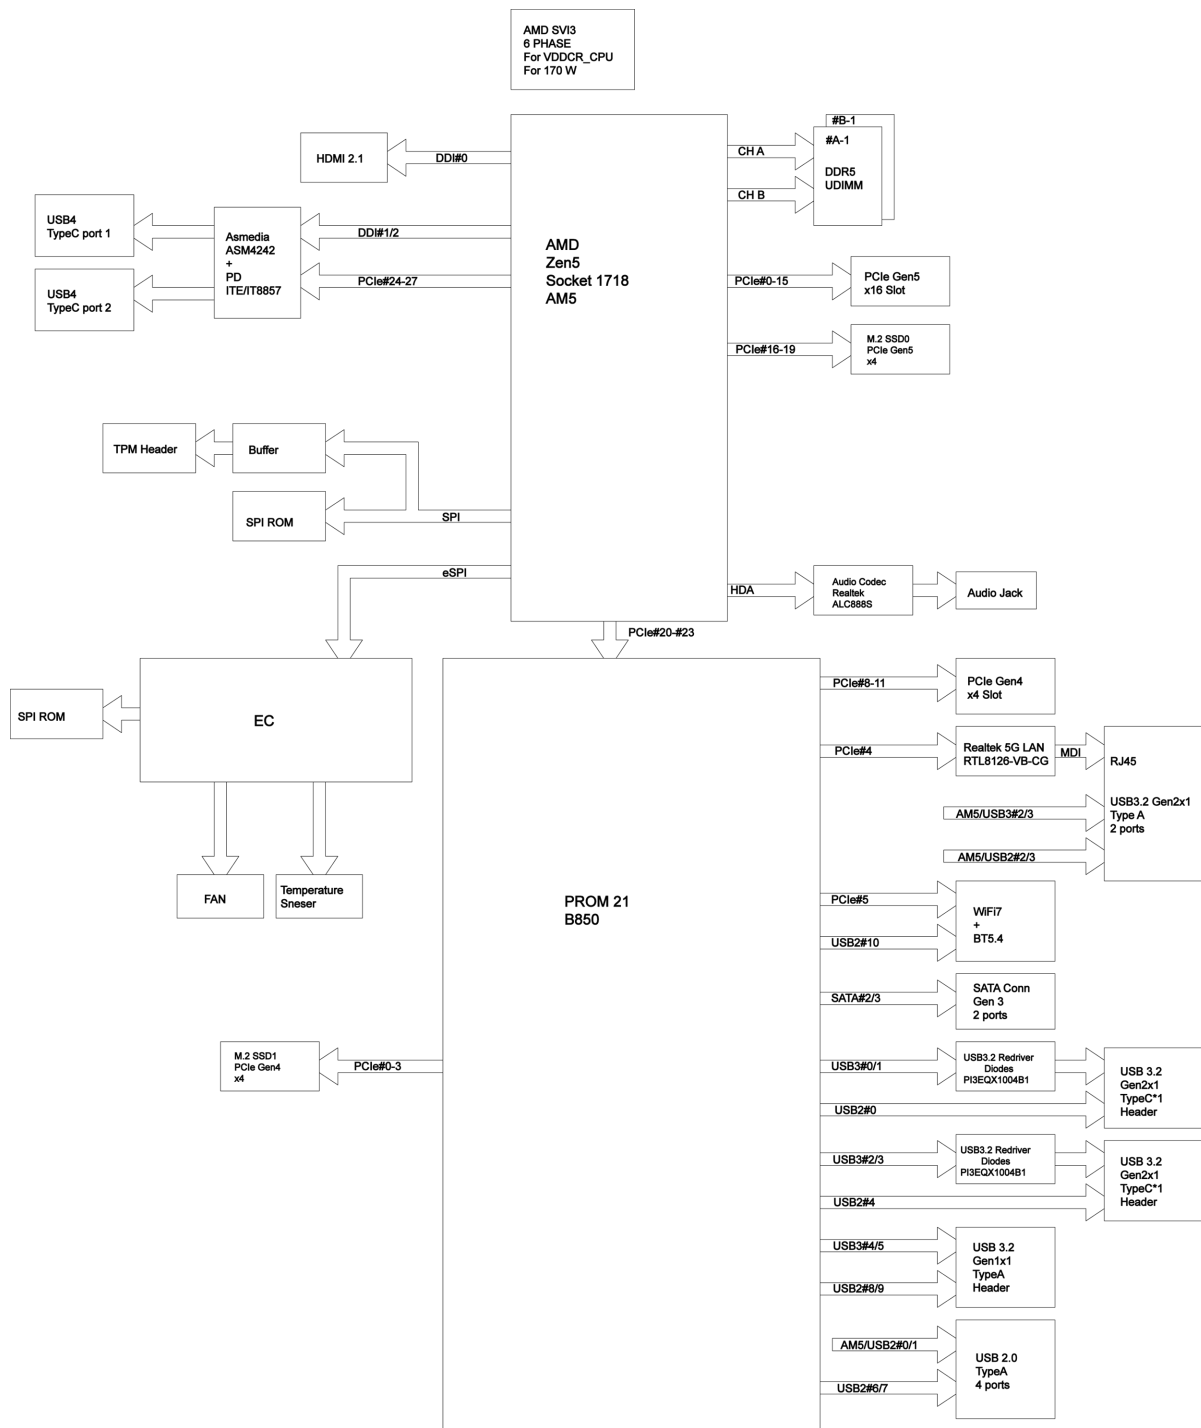 AMD SVI3
6 PHASE
For VDDCR_CPU
For 170 W
HDMI 2.1
DDI#0
USB4
TypeC port 1
USB4
TypeC port 2
Asmedia
ASM4242
+
PD
ITE/IT8857
DDI#1/2
PCIe#24-27
AMD
Zen5
Socket 1718
AM5
CH A
CH B
#B-1
#A-1
DDR5
UDIMM
PCIe#0-15
PCIe Gen5
x16 Slot
PCIe#16-19
M.2 SSD0
PCIe Gen5
x4
TPM Header
Buffer
SPI ROM
SPI
eSPI
HDA
Audio Codec
Realtek
ALC888S
Audio Jack
PCIe#20-#23
SPI ROM
EC
FAN
Temperature
Sneser
PROM 21
B850
M.2 SSD1
PCIe Gen4
x4
PCIe#0-3
PCIe#8-11
PCIe Gen4
x4 Slot
PCIe#4
Realtek 5G LAN
RTL8126-VB-CG
MDI
RJ45
USB3.2 Gen2x1
Type A
2 ports
AM5/USB3#2/3
AM5/USB2#2/3
PCIe#5
USB2#10
WiFi7
+
BT5.4
SATA#2/3
SATA Conn
Gen 3
2 ports
USB3#0/1
USB3.2 Redriver
Diodes
PI3EQX1004B1
USB2#0
USB 3.2
Gen2x1
TypeC*1
Header
USB3#2/3
USB3.2 Redriver
Diodes
PI3EQX1004B1
USB2#4
USB 3.2
Gen2x1
TypeC*1
Header
USB3#4/5
USB2#8/9
USB 3.2
Gen1x1
TypeA
Header
AM5/USB2#0/1
USB2#6/7
USB 2.0
TypeA
4 ports